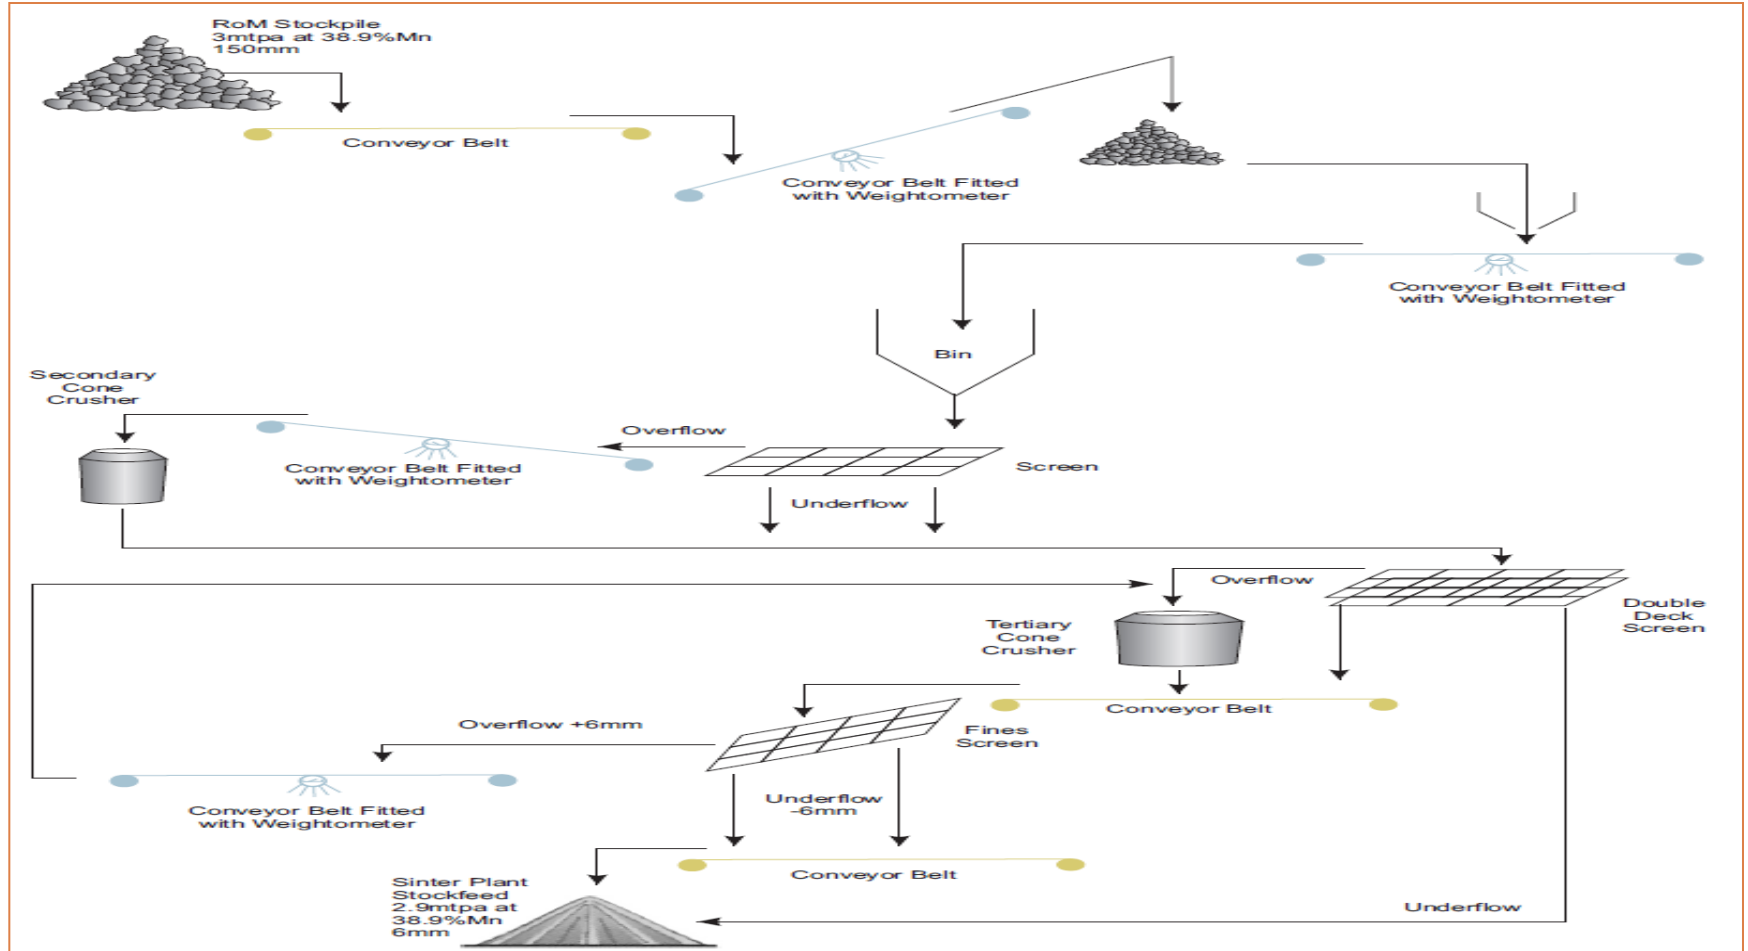 RoM Stockpile
3mtpa at 38.9%Mn
150mm
Conveyor Belt
Conveyor Belt Fitted
with Weightometer
Conveyor Belt Fitted
with Weightometer
Bin
Secondary
Cone
Crusher
Overflow
Conveyor Belt Fitted
with Weightometer
Screen
Underflow
Overflow
Double
Deck
Screen
Tertiary
Cone
Crusher
Conveyor Belt
Overflow +6mm
Fines
Screen
Conveyor Belt Fitted
with Weightometer
Underflow
-6mm
Conveyor Belt
Sinter Plant
Stockfeed
2.9mtpa at
38.9%Mn
6mm
Underflow